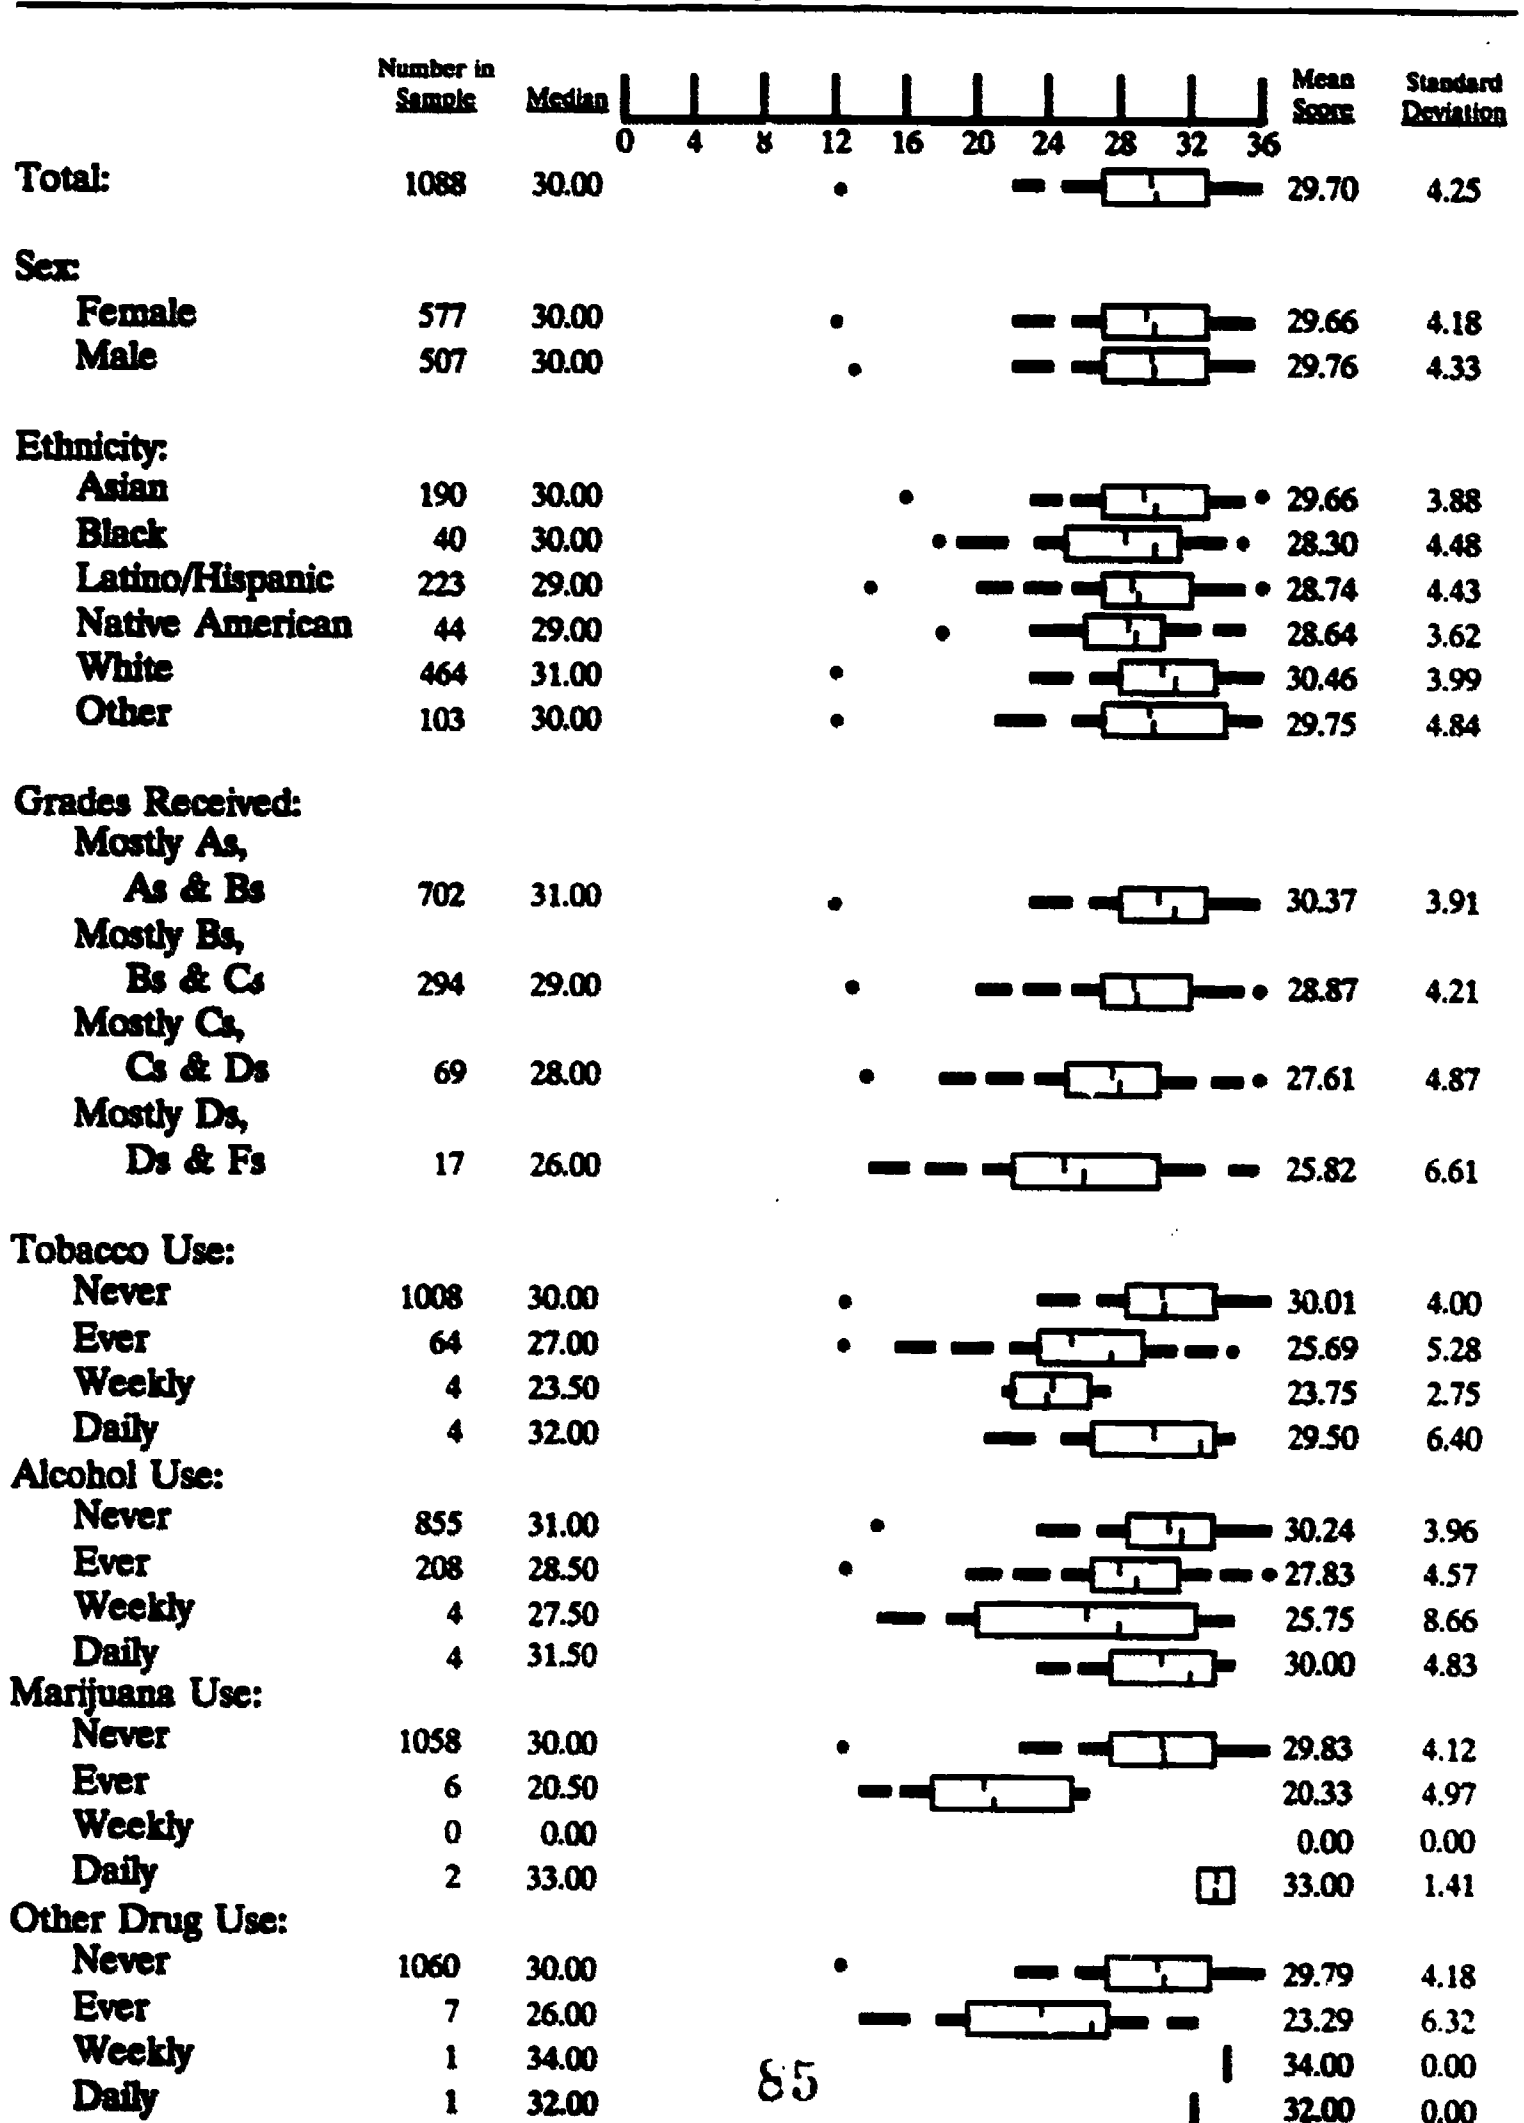 Number in Mean Standard
Sample Median Score Deviation
0 4 8 12 16 20 24 28 32 36
Total: 1088 30.00 29.70 4.25
Sex:
Female 577 30.00 29.66 4.18
Male 507 30.00 29.76 4.33
Ethnicity:
Asian 190 30.00 29.66 3.88
Black 40 30.00 28.30 4.48
Latino/Hispanic 223 29.00 28.74 4.43
Native American 44 29.00 28.64 3.62
White 464 31.00 30.46 3.99
Other 103 30.00 29.75 4.84
Grades Received:
Mostly As,
As & Bs 702 31.00 30.37 3.91
Mostly Bs,
Bs & Cs 294 29.00 28.87 4.21
Mostly Cs,
Cs & Ds 69 28.00 27.61 4.87
Mostly Ds,
Ds & Fs 17 26.00 25.82 6.61
Tobacco Use:
Never 1008 30.00 30.01 4.00
Ever 64 27.00 25.69 5.28
Weekly 4 23.50 23.75 2.75
Daily 4 32.00 29.50 6.40
Alcohol Use:
Never 855 31.00 30.24 3.96
Ever 208 28.50 27.83 4.57
Weekly 4 27.50 25.75 8.66
Daily 4 31.50 30.00 4.83
Marijuana Use:
Never 1058 30.00 29.83 4.12
Ever 6 20.50 20.33 4.97
Weekly 0 0.00 0.00 0.00
Daily 2 33.00 33.00 1.41
Other Drug Use:
Never 1060 30.00 29.79 4.18
Ever 7 26.00 23.29 6.32
Weekly 1 34.00 34.00 0.00
Daily 1 32.00 32.00 0.00
85